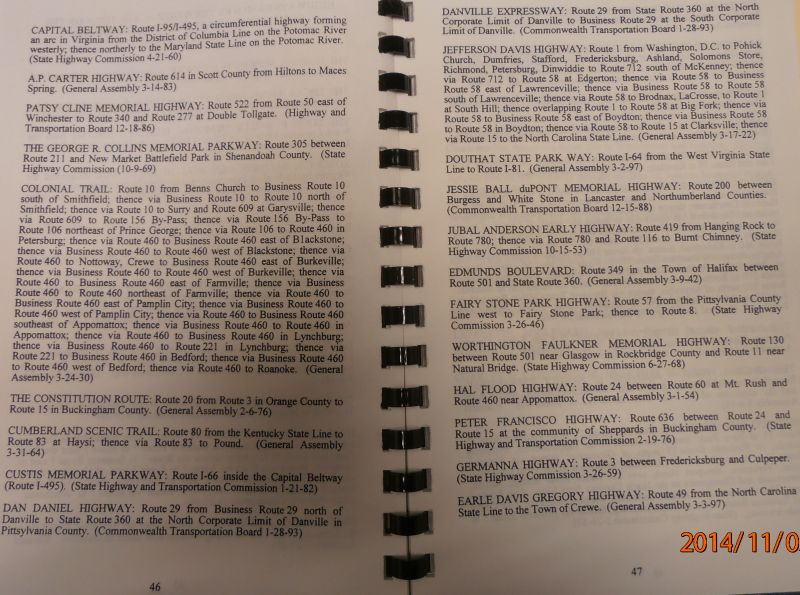 CAPITAL BELTWAY: Route I-95/I-495, a circumferential highway forming
an arc in Virginia from the District of Columbia Line on the Potomac River
westerly; thence northerly to the Maryland State Line on the Potomac River.
(State Highway Commission 4-21-60)
A.P. CARTER HIGHWAY: Route 614 in Scott County from Hiltons to Maces
Spring. (General Assembly 3-14-83)
PATSY CLINE MEMORIAL HIGHWAY: Route 522 from Route 50 east of
Winchester to Route 340 and Route 277 at Double Tollgate. (Highway and
Transportation Board 12-18-86)
THE GEORGE R. COLLINS MEMORIAL PARKWAY: Route 305 between
Route 211 and New Market Battlefield Park in Shenandoah County. (State
Highway Commission (10-9-69)
COLONIAL TRAIL: Route 10 from Benns Church to Business Route 10
south of Smithfield; thence via Business Route 10 to Route 10 north of
Smithfield; thence via Route 10 to Surry and Route 609 at Garysville; thence
via Route 609 to Route 156 By-Pass; thence via Route 156 By-Pass to
Route 106 northeast of Prince George; thence via Route 106 to Route 460 in
Petersburg; thence via Route 460 to Business Route 460 east of Blackstone;
thence via Business Route 460 to Route 460 west of Blackstone; thence via
Route 460 to Nottoway, Crewe to Business Route 460 east of Burkeville;
thence via Business Route 460 to Route 460 west of Burkeville; thence via
Route 460 to Business Route 460 east of Farmville; thence via Business
Route 460 to Route 460 northeast of Farmville; thence via Route 460 to
Business Route 460 east of Pamplin City; thence via Business Route 460 to
Route 460 west of Pamplin City; thence via Route 460 to Business Route 460
southeast of Appomattox; thence via Business Route 460 to Route 460 in
Appomattox; thence via Route 460 to Business Route 460 in Lynchburg;
thence via Business Route 460 to Route 221 in Lynchburg; thence via
Route 221 to Business Route 460 in Bedford; thence via Business Route 460
to Route 460 west of Bedford; thence via Route 460 to Roanoke. (General
Assembly 3-24-30)
THE CONSTITUTION ROUTE: Route 20 from Route 3 in Orange County to
Route 15 in Buckingham County. (General Assembly 2-6-76)
CUMBERLAND SCENIC TRAIL: Route 80 from the Kentucky State Line to
Route 83 at Haysi; thence via Route 83 to Pound. (General Assembly
3-31-64)
CUSTIS MEMORIAL PARKWAY: Route I-66 inside the Capital Beltway
(Route I-495). (State Highway and Transportation Commission 1-21-82)
DAN DANIEL HIGHWAY: Route 29 from Business Route 29 north of
Danville to State Route 360 at the North Corporate Limit of Danville in
Pittsylvania County. (Commonwealth Transportation Board 1-28-93)
46
DANVILLE EXPRESSWAY: Route 29 from State Route 360 at the North
Corporate Limit of Danville to Business Route 29 at the South Corporate
Limit of Danville. (Commonwealth Transportation Board 1-28-93)
JEFFERSON DAVIS HIGHWAY: Route 1 from Washington, D.C. to Pohick
Church, Dumfries, Stafford, Fredericksburg, Ashland, Solomons Store,
Richmond, Petersburg, Dinwiddie to Route 712 south of McKenney; thence
via Route 712 to Route 58 at Edgerton; thence via Route 58 to Business
Route 58 east of Lawrenceville; thence via Business Route 58 to Route 58
south of Lawrenceville; thence via Route 58 to Brodnax, LaCrosse, to Route 1
at South Hill; thence overlapping Route 1 to Route 58 at Big Fork; thence via
Route 58 to Business Route 58 east of Boydton; thence via Business Route 58
to Route 58 in Boydton; thence via Route 58 to Route 15 at Clarksville; thence
via Route 15 to the North Carolina State Line. (General Assembly 3-17-22)
DOUTHAT STATE PARK WAY: Route I-64 from the West Virginia State
Line to Route I-81. (General Assembly 3-2-97)
JESSIE BALL duPONT MEMORIAL HIGHWAY: Route 200 between
Burgess and White Stone in Lancaster and Northumberland Counties.
(Commonwealth Transportation Board 12-15-88)
JUBAL ANDERSON EARLY HIGHWAY: Route 419 from Hanging Rock to
Route 780; thence via Route 780 and Route 116 to Burnt Chimney. (State
Highway Commission 10-15-53)
EDMUNDS BOULEVARD: Route 349 in the Town of Halifax between
Route 501 and State Route 360. (General Assembly 3-9-42)
FAIRY STONE PARK HIGHWAY: Route 57 from the Pittsylvania County
Line west to Fairy Stone Park; thence to Route 8. (State Highway
Commission 3-26-46)
WORTHINGTON FAULKNER MEMORIAL HIGHWAY: Route 130
between Route 501 near Glasgow in Rockbridge County and Route 11 near
Natural Bridge. (State Highway Commission 6-27-68)
HAL FLOOD HIGHWAY: Route 24 between Route 60 at Mt. Rush and
Route 460 near Appomattox. (General Assembly 3-1-54)
PETER FRANCISCO HIGHWAY: Route 636 between Route 24 and
Route 15 at the community of Sheppards in Buckingham County. (State
Highway and Transportation Commission 2-19-76)
GERMANNA HIGHWAY: Route 3 between Fredericksburg and Culpeper.
(State Highway Commission 3-26-59)
EARLE DAVIS GREGORY HIGHWAY: Route 49 from the North Carolina
State Line to the Town of Crewe. (General Assembly 3-3-97)
47
2014/11/0